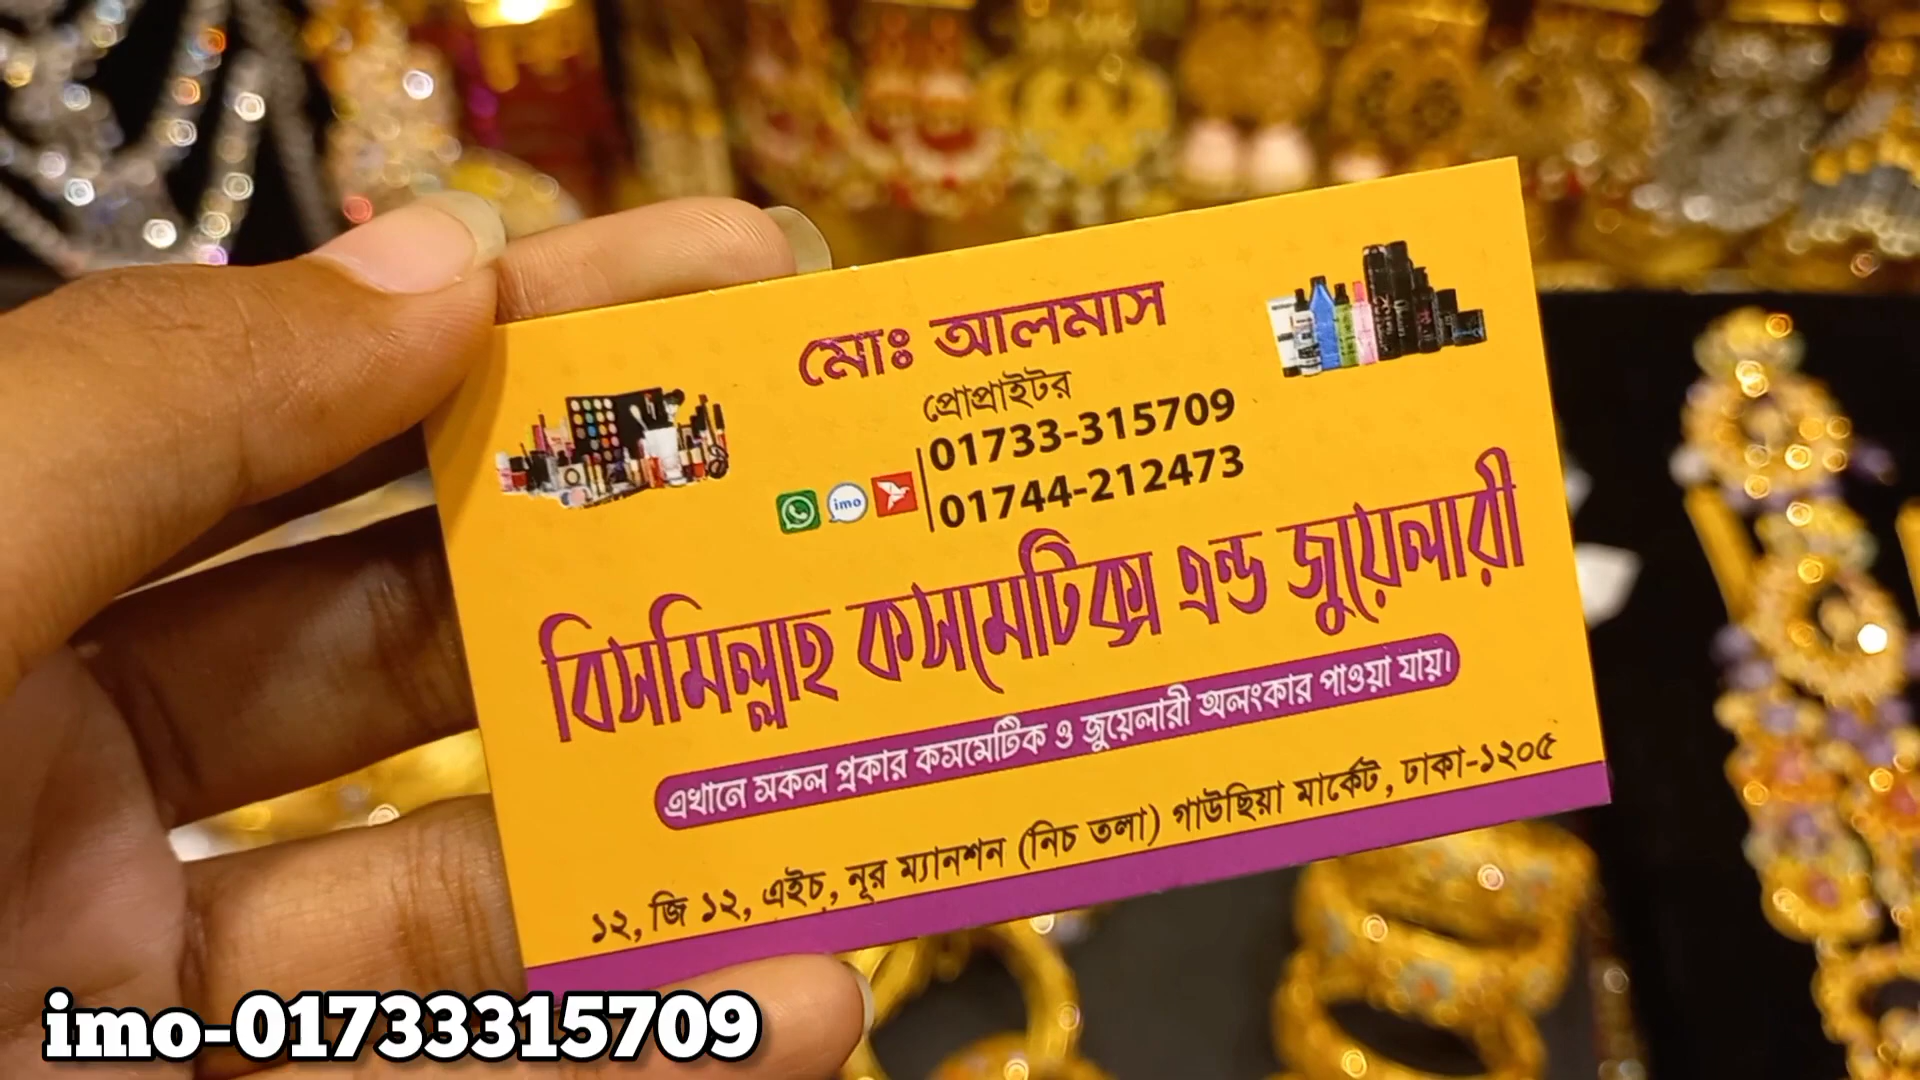 মোঃ আলমাস
প্রোপ্রাইটর
01733-315709
imo
01744-212473
বিসমিল্লাহ কসমেটিক্স এন্ড জুয়েলারী
এখানে সকল প্রকার কসমেটিক ও জুয়েলারী অলংকার পাওয়া যায়।
১২, জি ১২, এইচ, নূর ম্যানশন (নিচ তলা) গাউছিয়া মার্কেট, ঢাকা-১২০৫
imo-01733315709